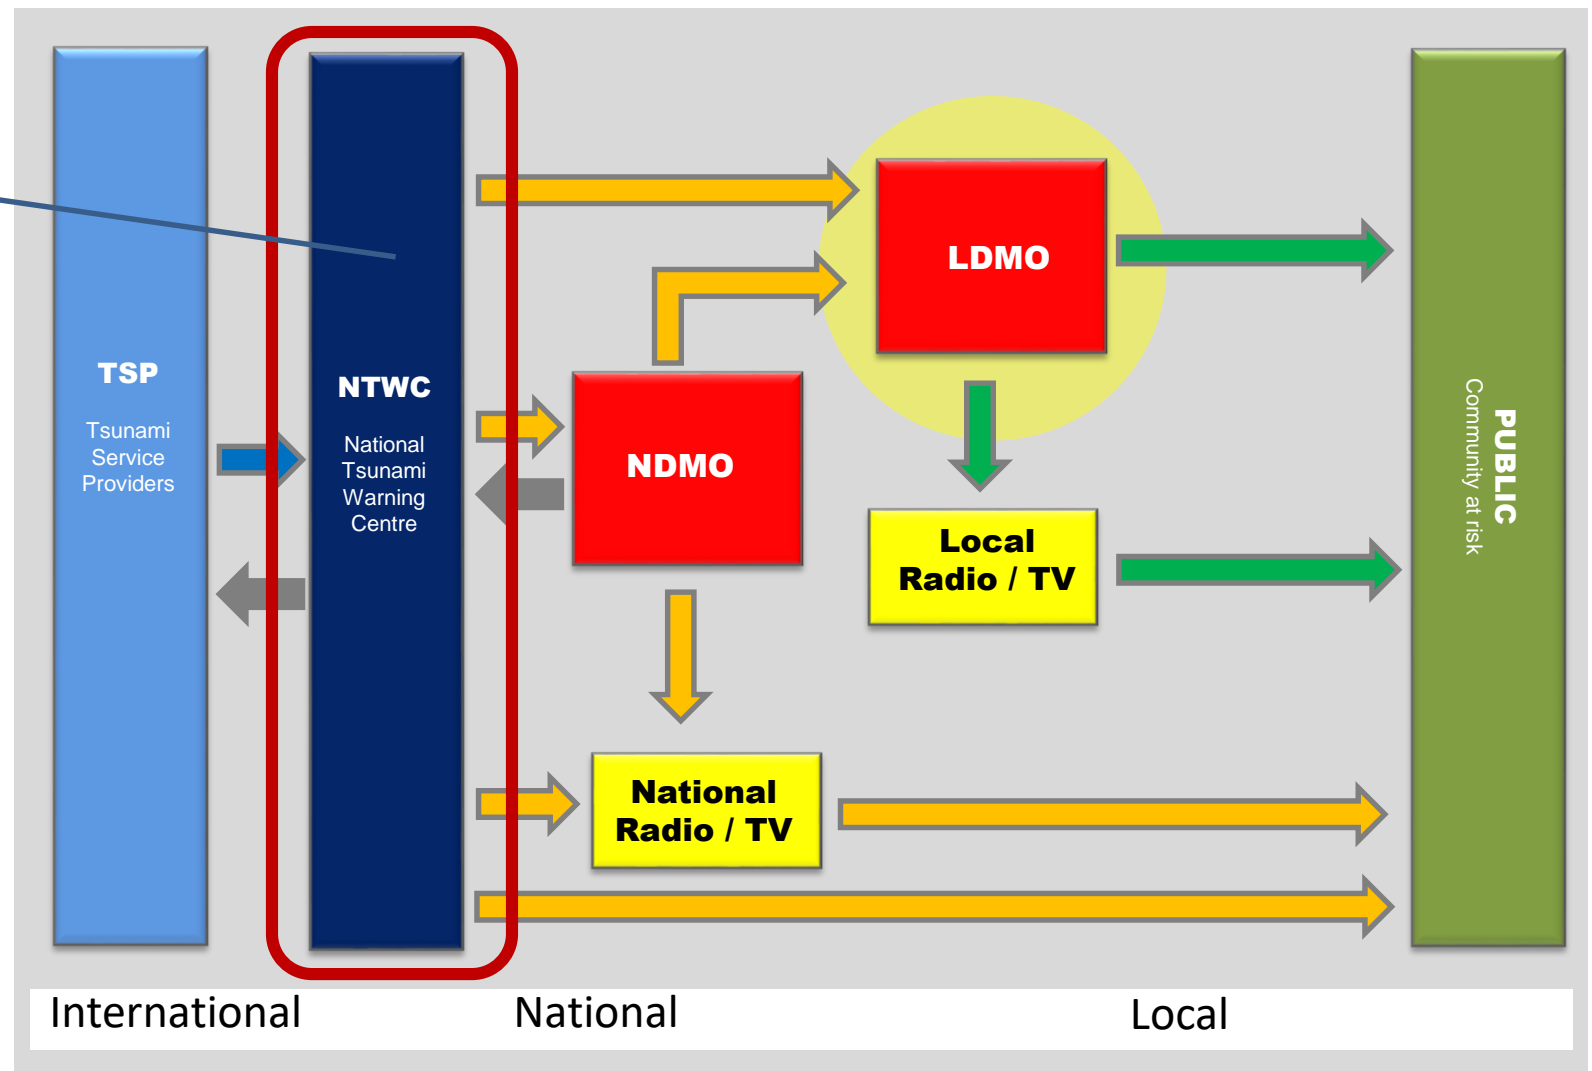 TSP
Tsunami
Service
Providers
NTWC
National
Tsunami
Warning
Centre
NDMO
LDMO
Local
Radio / TV
National
Radio / TV
PUBLIC
Community at risk
International
National
Local